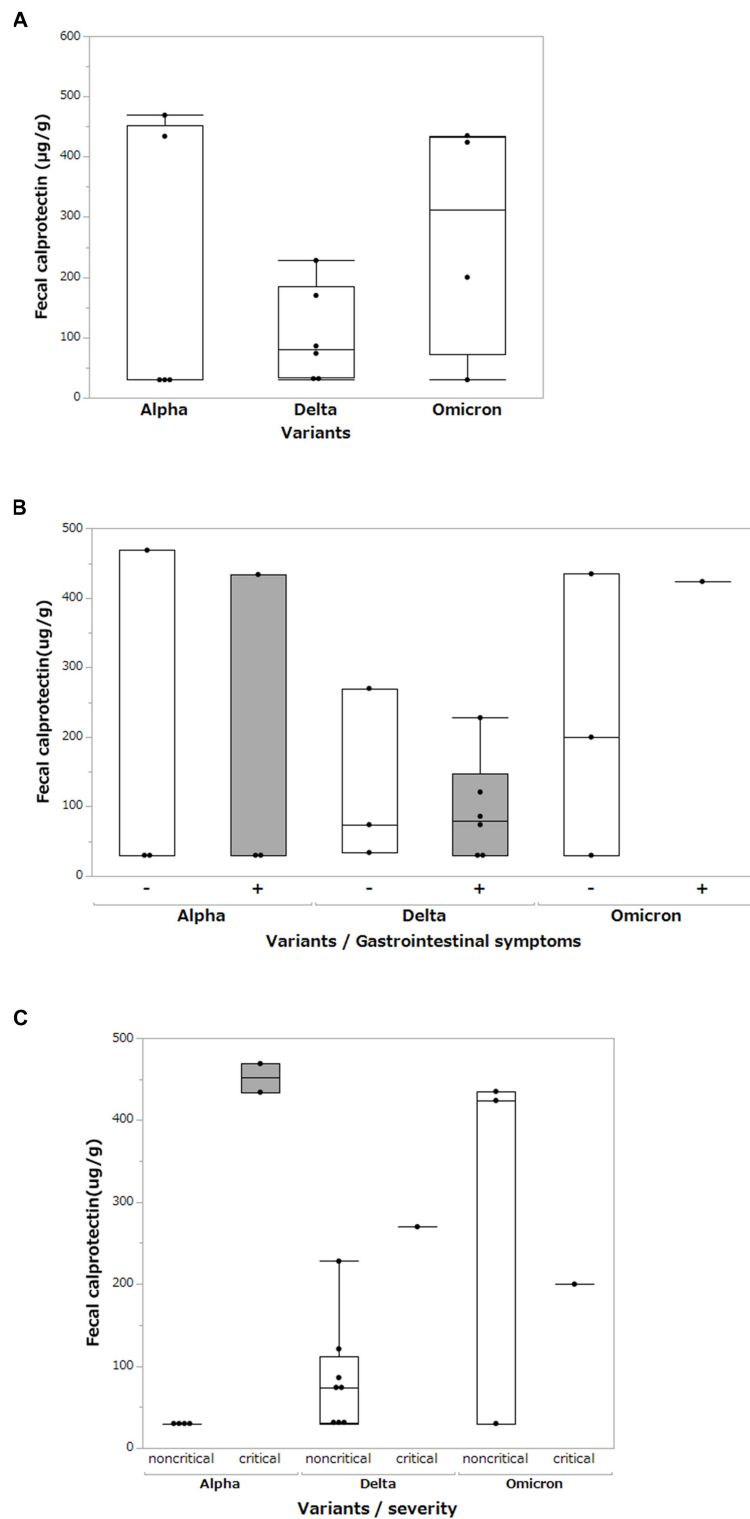 A
600
500
400
300
200
100
0
Fecal calprotectin (µg/g)
Alpha Delta Omicron
Variants
B
500
400
300
200
100
0
Fecal calprotectin(ug/g)
- + - + - +
Alpha Delta Omicron
Variants / Gastrointestinal symptoms
C
500
400
300
200
100
0
Fecal calprotectin(ug/g)
noncritical critical noncritical critical noncritical critical
Alpha Delta Omicron
Variants / severity